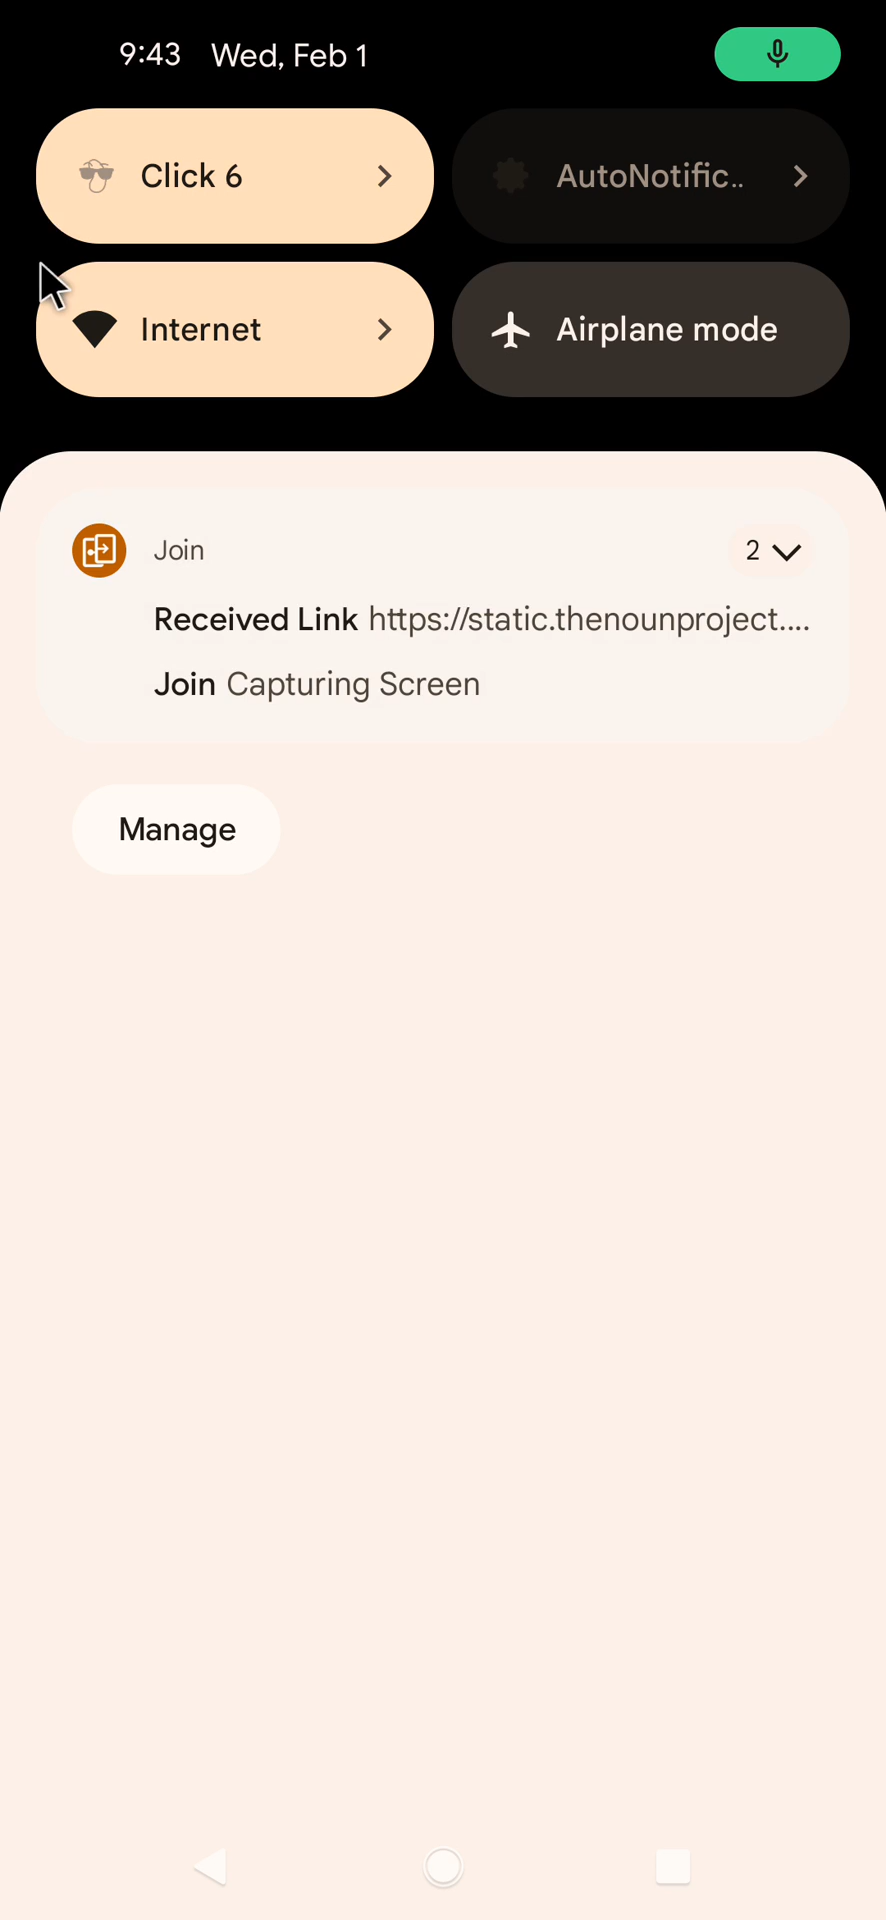 9:43 Wed, Feb 1
Click 6 AutoNotific..
Internet Airplane mode
Join 2
Received Link https://static.thenounproject....
Join Capturing Screen
Manage